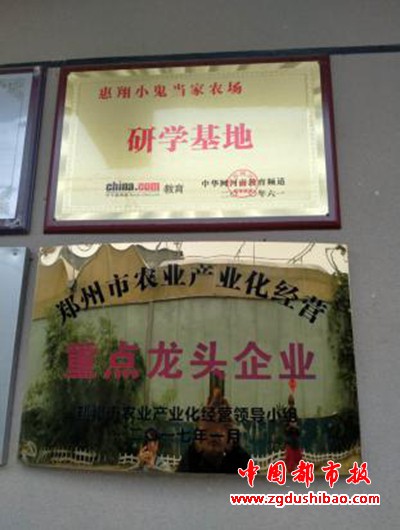 惠翔小鬼当家农场
研学基地
china.com 教育
中华网河南教育频道
郑州市农业产业化经营
重点龙头企业
郑州市农业产业化经营领导小组
二〇一七年一月
中国都市报
www.zgdushibao.com